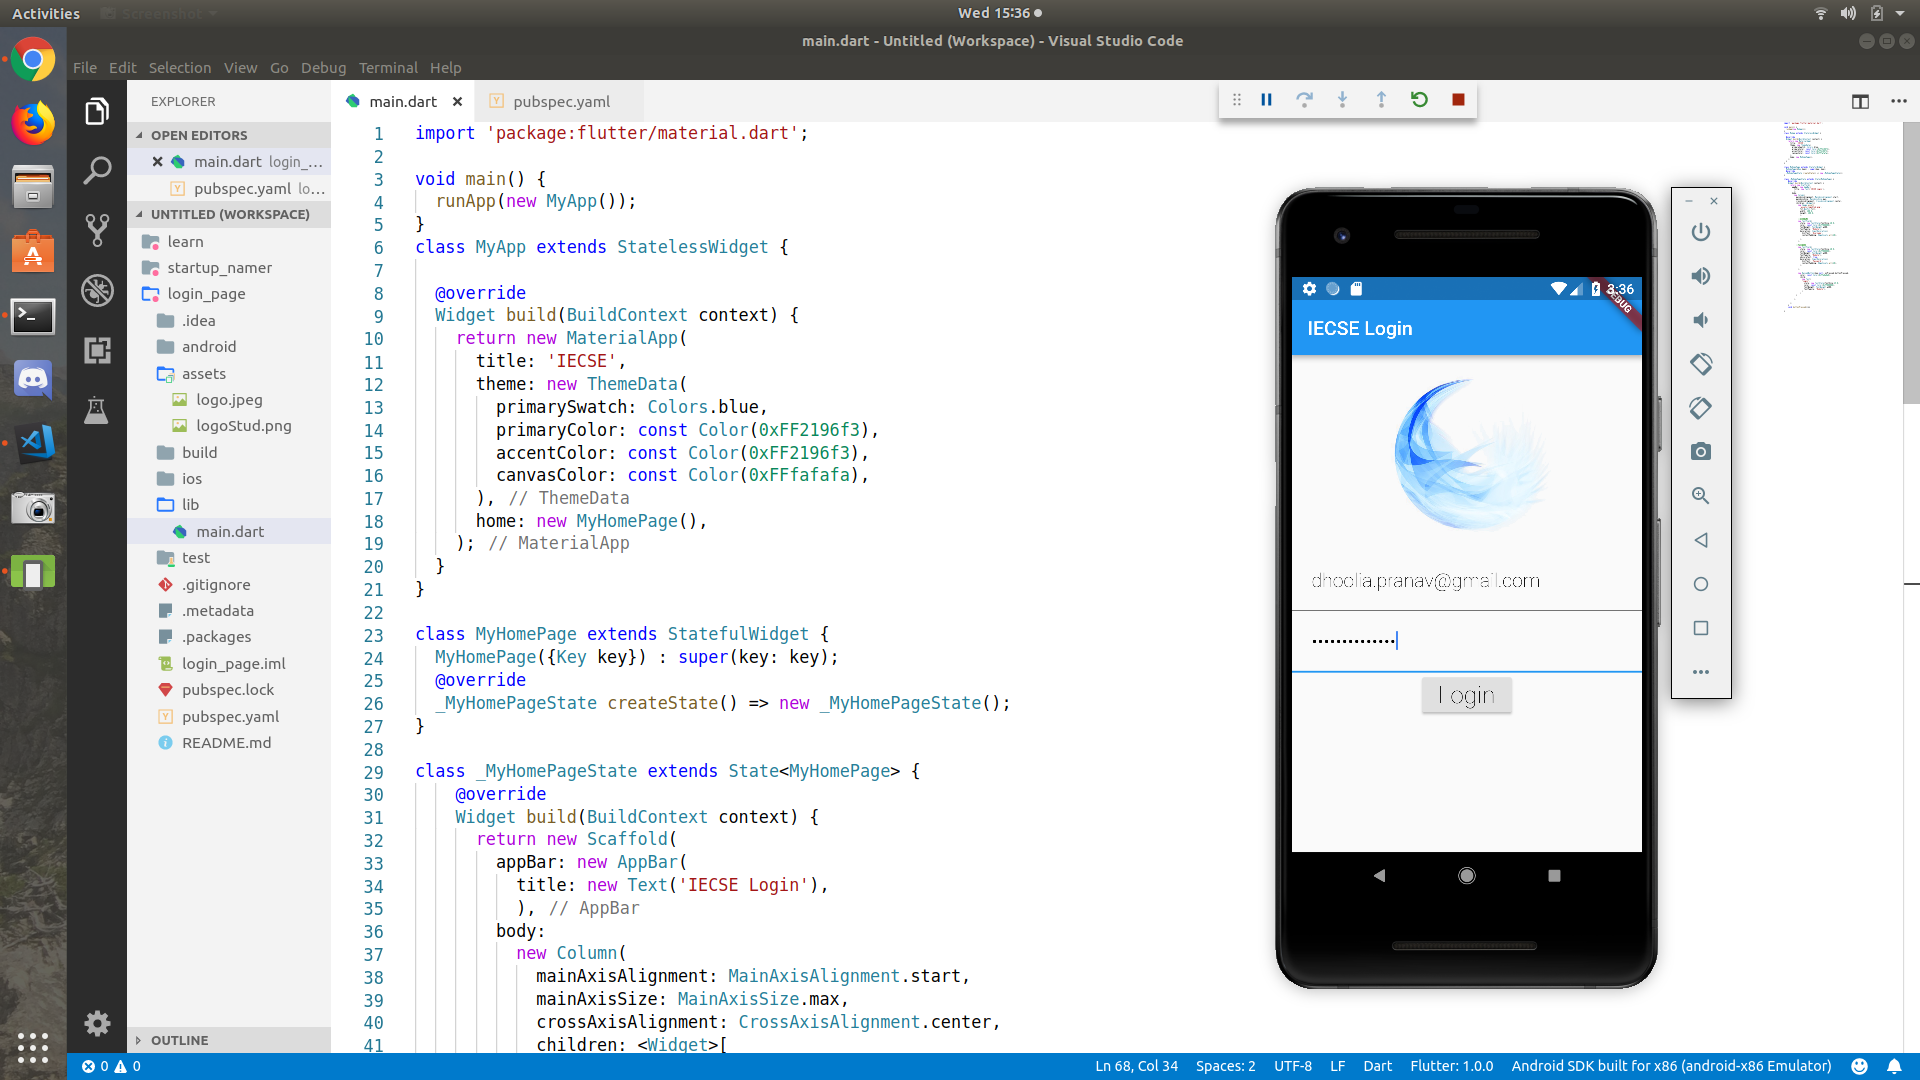 Activities
Screenshot
Wed 15:36
main.dart - Untitled (Workspace) - Visual Studio Code
File Edit Selection View Go Debug Terminal Help
EXPLORER
OPEN EDITORS
main.dart login_...
pubspec.yaml lo...
UNTITLED (WORKSPACE)
learn
startup_namer
login_page
.idea
android
assets
logo.jpeg
logoStud.png
build
ios
lib
main.dart
test
.gitignore
.metadata
.packages
login_page.iml
pubspec.lock
pubspec.yaml
README.md
OUTLINE
main.dart
pubspec.yaml
1 import 'package:flutter/material.dart';
2
3 void main() {
4 runApp(new MyApp());
5 }
6 class MyApp extends StatelessWidget {
7
8 @override
9 Widget build(BuildContext context) {
10 return new MaterialApp(
11 title: 'IECSE',
12 theme: new ThemeData(
13 primarySwatch: Colors.blue,
14 primaryColor: const Color(0xFF2196f3),
15 accentColor: const Color(0xFF2196f3),
16 canvasColor: const Color(0xFFfafafa),
17 ), // ThemeData
18 home: new MyHomePage(),
19 ); // MaterialApp
20 }
21 }
22
23 class MyHomePage extends StatefulWidget {
24 MyHomePage({Key key}) : super(key: key);
25 @override
26 _MyHomePageState createState() => new _MyHomePageState();
27 }
28
29 class _MyHomePageState extends State<MyHomePage> {
30 @override
31 Widget build(BuildContext context) {
32 return new Scaffold(
33 appBar: new AppBar(
34 title: new Text('IECSE Login'),
35 ), // AppBar
36 body:
37 new Column(
38 mainAxisAlignment: MainAxisAlignment.start,
39 mainAxisSize: MainAxisSize.max,
40 crossAxisAlignment: CrossAxisAlignment.center,
41 children: <Widget>[
3:36
DEBUG
IECSE Login
dhoolia.pranav@gmail.com
Login
0 0
Ln 68, Col 34 Spaces: 2 UTF-8 LF Dart Flutter: 1.0.0 Android SDK built for x86 (android-x86 Emulator)